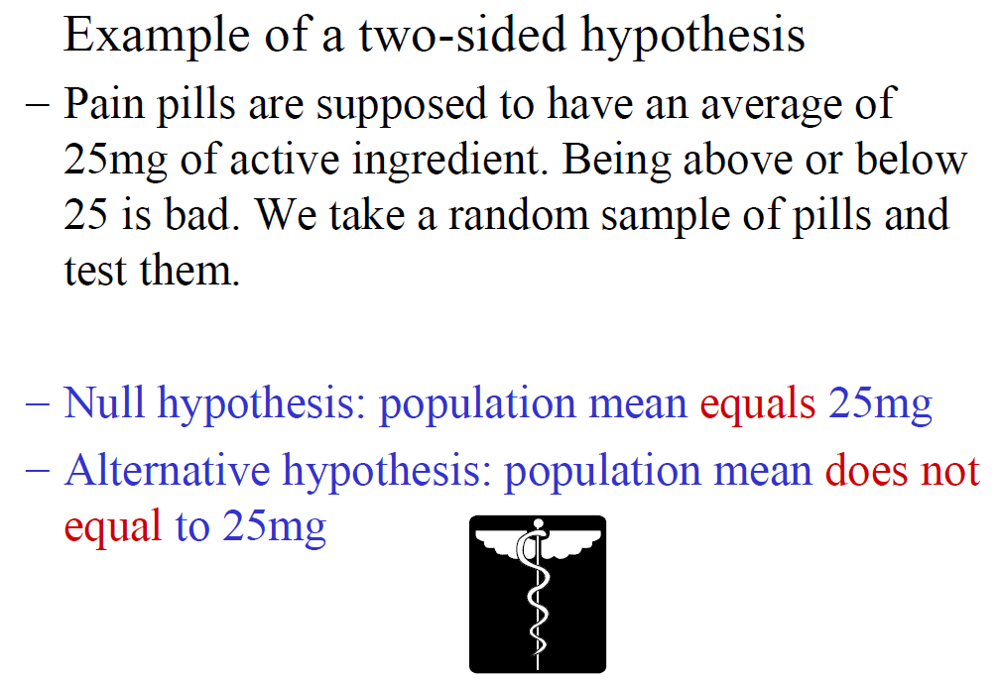 Example of a two-sided hypothesis
– Pain pills are supposed to have an average of
25mg of active ingredient. Being above or below
25 is bad. We take a random sample of pills and
test them.
– Null hypothesis: population mean equals 25mg
– Alternative hypothesis: population mean does not
equal to 25mg